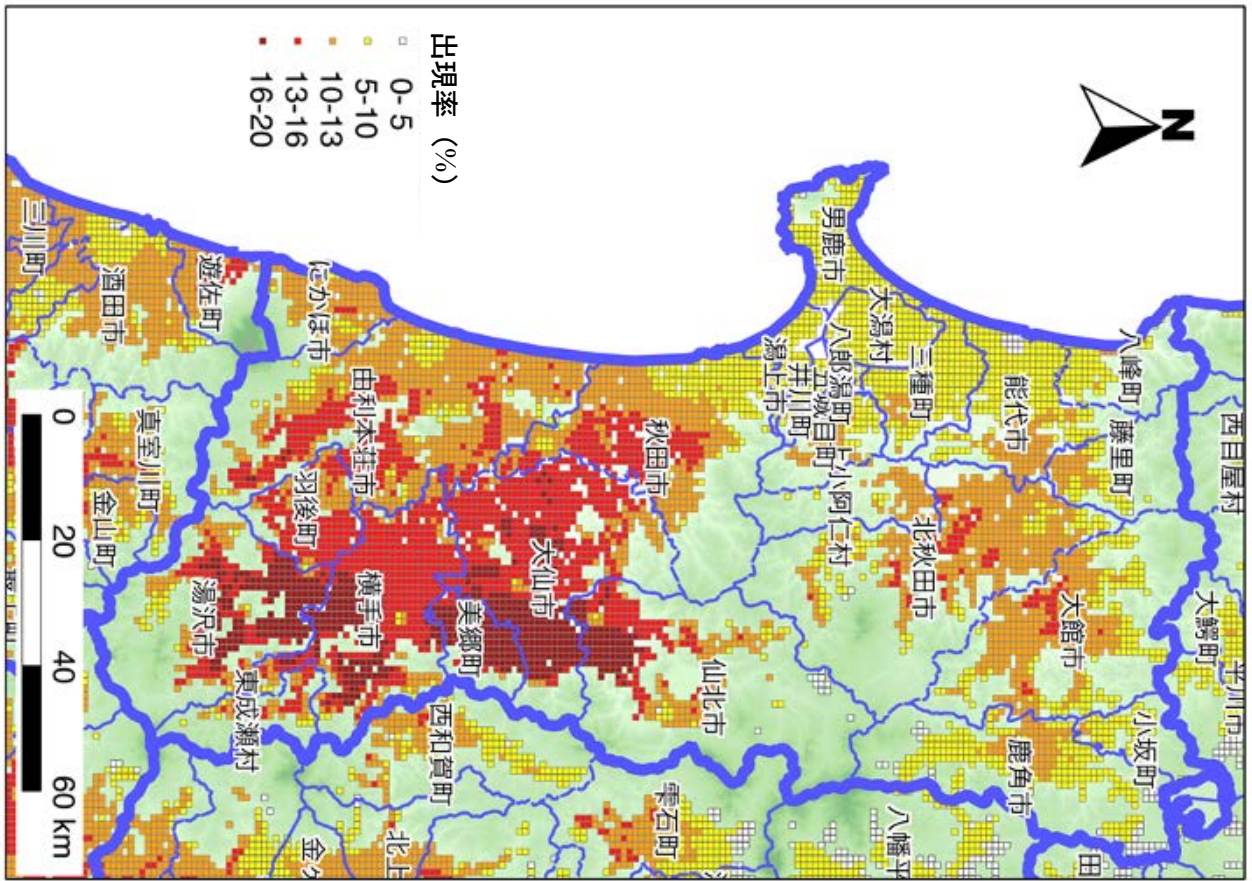 N
出現率 (%)
0- 5
5-10
10-13
13-16
16-20
西目屋村
平川市
大鰐町
八峰町
藤里町
小坂町
大館市
能代市
鹿角市
田
三種町
北秋田市
八幡平
大潟村
男鹿市
八郎潟町
上小阿仁村
五城目町
井川町
潟上市
仙北市
秋田市
雫石町
大仙市
美郷町
西和賀町
北上
横手市
由利本荘市
にかほ市
羽後町
金ケ
東成瀬村
遊佐町
湯沢市
真室川町
酒田市
金山町
三川町
0
20
40
60 km